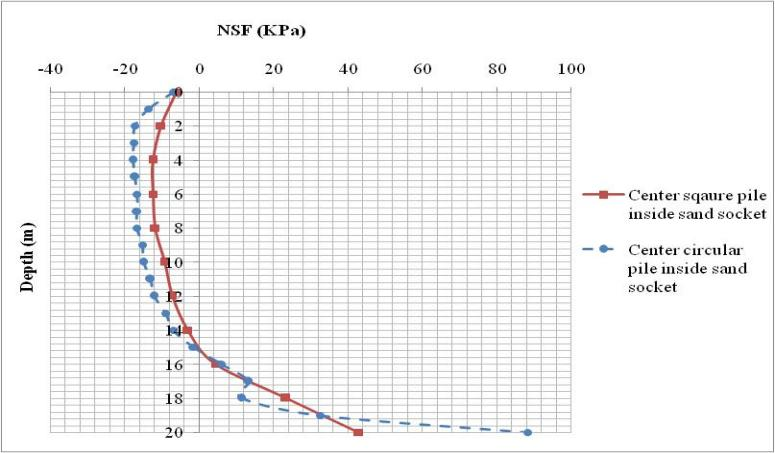 NSF (KPa)
-40 -20 0 20 40 60 80 100
0
2
4
6
8
10
12
14
16
18
20
Depth (m)
Center sqaure pile
inside sand socket
Center circular
pile inside sand
socket